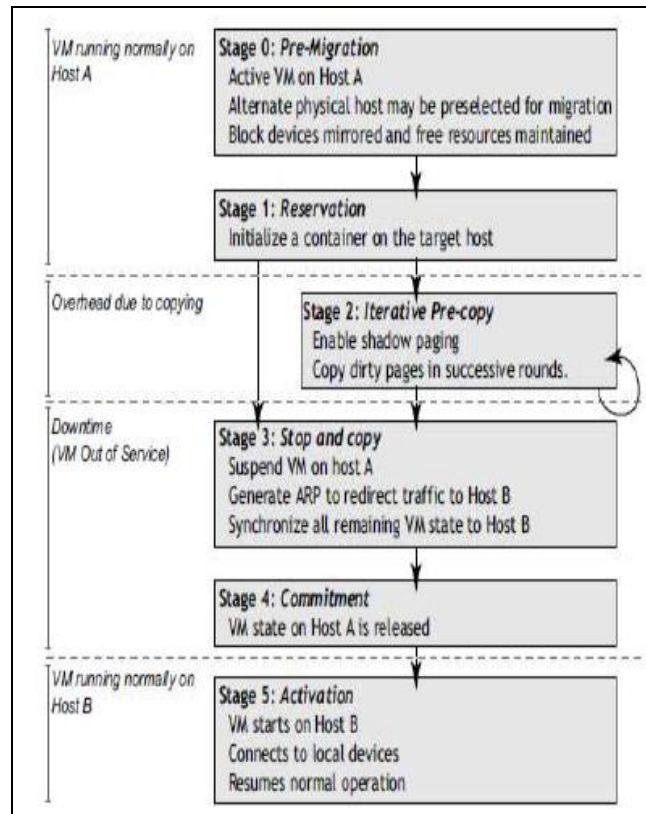 VM running normally on
Host A
Stage 0: Pre-Migration
Active VM on Host A
Alternate physical host may be preselected for migration
Block devices mirrored and free resources maintained
Stage 1: Reservation
Initialize a container on the target host
Overhead due to copying
Stage 2: Iterative Pre-copy
Enable shadow paging
Copy dirty pages in successive rounds.
Downtime
(VM Out of Service)
Stage 3: Stop and copy
Suspend VM on host A
Generate ARP to redirect traffic to Host B
Synchronize all remaining VM state to Host B
Stage 4: Commitment
VM state on Host A is released
VM running normally on
Host B
Stage 5: Activation
VM starts on Host B
Connects to local devices
Resumes normal operation